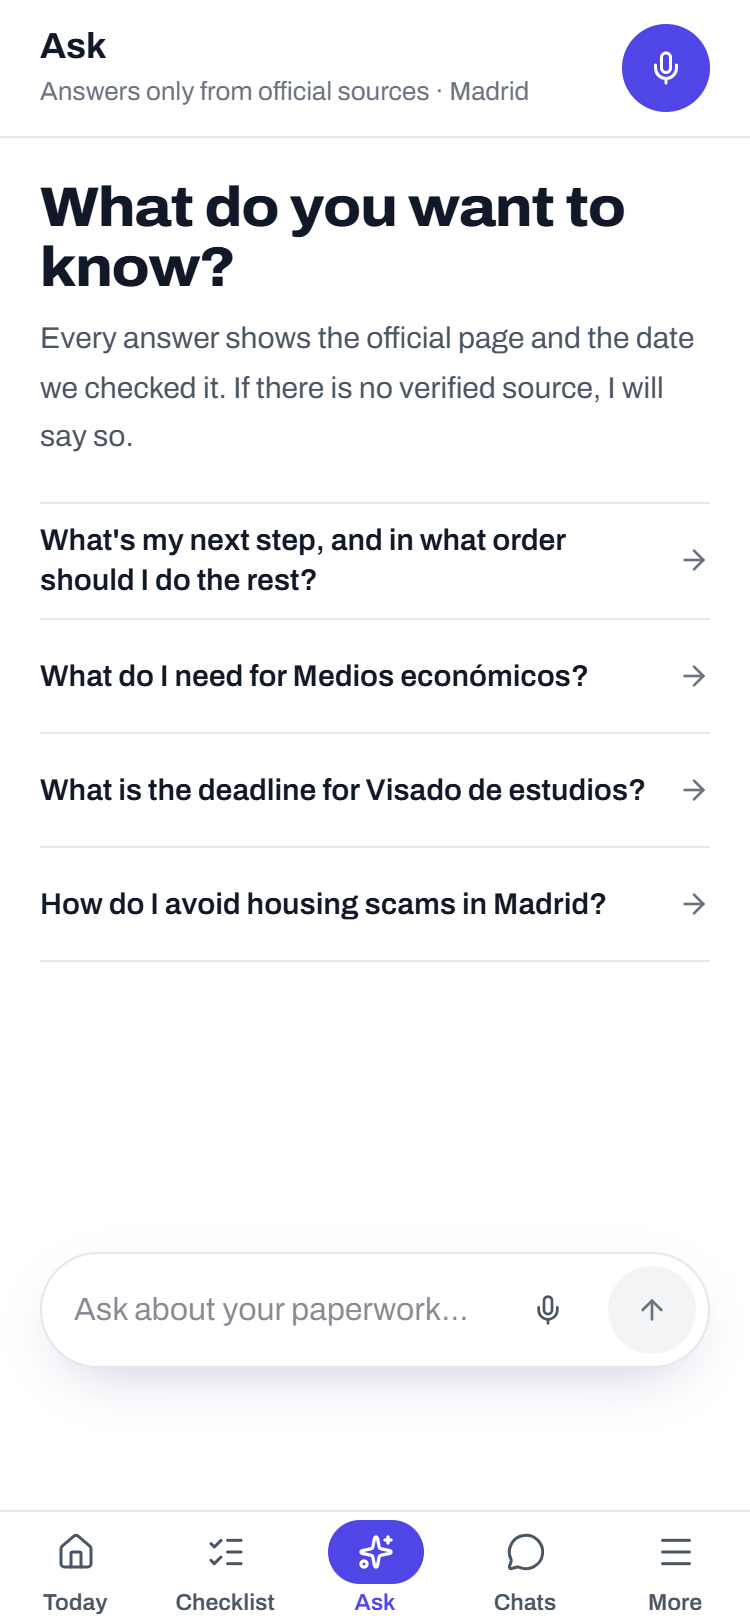 Ask
Answers only from official sources · Madrid
What do you want to
know?
Every answer shows the official page and the date
we checked it. If there is no verified source, I will
say so.
What's my next step, and in what order
should I do the rest?
What do I need for Medios económicos?
What is the deadline for Visado de estudios?
How do I avoid housing scams in Madrid?
Ask about your paperwork...
Today
Checklist
Ask
Chats
More